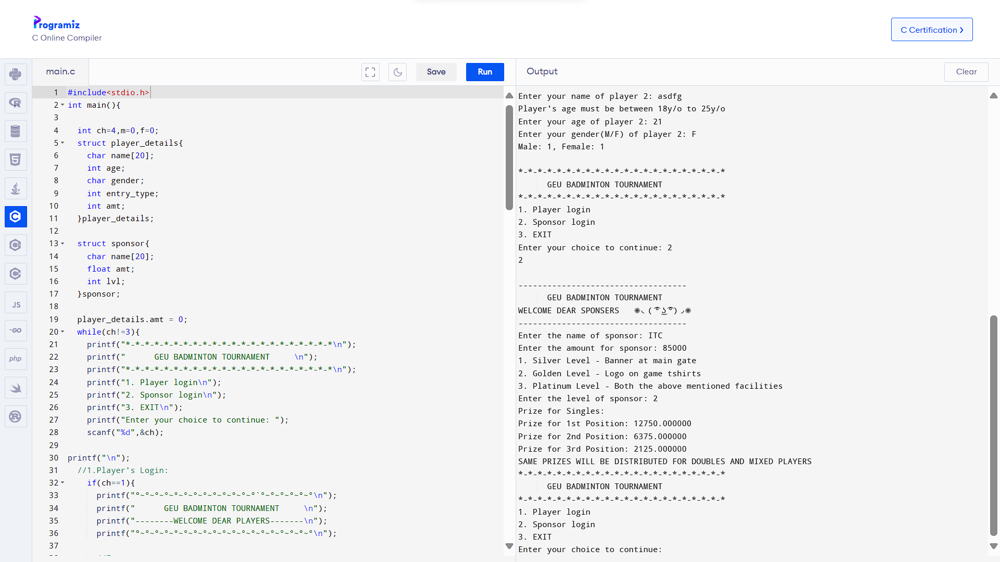 Programiz
C Online Compiler
C Certification ›
main.c
Save
Run
Output
Clear
JS
GO
php
1 #include<stdio.h>
2 int main(){
3
4   int ch=4,m=0,f=0;
5   struct player_details{
6     char name[20];
7     int age;
8     char gender;
9     int entry_type;
10     int amt;
11   }player_details;
12
13   struct sponsor{
14     char name[20];
15     float amt;
16     int lvl;
17   }sponsor;
18
19   player_details.amt = 0;
20   while(ch!=3){
21     printf("*-*-*-*-*-*-*-*-*-*-*-*-*-*-*-*-*-*-*-*-*-*\n");
22     printf("      GEU BADMINTON TOURNAMENT     \n");
23     printf("*-*-*-*-*-*-*-*-*-*-*-*-*-*-*-*-*-*-*-*-*-*\n");
24     printf("1. Player login\n");
25     printf("2. Sponsor login\n");
26     printf("3. EXIT\n");
27     printf("Enter your choice to continue: ");
28     scanf("%d",&ch);
29
30 printf("\n");
31   //1.Player's Login:
32     if(ch==1){
33       printf("°~°~°~°~°~°~°~°~°~°~°~°~°`°~°~°~°~°~°\n");
34       printf("      GEU BADMINTON TOURNAMENT     \n");
35       printf("--------WELCOME DEAR PLAYERS-------\n");
36       printf("°~°~°~°~°~°~°~°~°~°~°~°~°~°~°~°~°~°~°\n");
37
Enter your name of player 2: asdfg
Player's age must be between 18y/o to 25y/o
Enter your age of player 2: 21
Enter your gender(M/F) of player 2: F
Male: 1, Female: 1
*-*-*-*-*-*-*-*-*-*-*-*-*-*-*-*-*-*-*-*-*-*
GEU BADMINTON TOURNAMENT
*-*-*-*-*-*-*-*-*-*-*-*-*-*-*-*-*-*-*-*-*-*
1. Player login
2. Sponsor login
3. EXIT
Enter your choice to continue: 2
2
-----------------------------------
GEU BADMINTON TOURNAMENT
WELCOME DEAR SPONSERS   ✺◟( ͡° ͜ʖ ͡°)◞✺
-----------------------------------
Enter the name of sponsor: ITC
Enter the amount for sponsor: 85000
1. Silver Level - Banner at main gate
2. Golden Level - Logo on game tshirts
3. Platinum Level - Both the above mentioned facilities
Enter the level of sponsor: 2
Prize for Singles:
Prize for 1st Position: 12750.000000
Prize for 2nd Position: 6375.000000
Prize for 3rd Position: 2125.000000
SAME PRIZES WILL BE DISTRIBUTED FOR DOUBLES AND MIXED PLAYERS
*-*-*-*-*-*-*-*-*-*-*-*-*-*-*-*-*-*-*-*-*-*
GEU BADMINTON TOURNAMENT
*-*-*-*-*-*-*-*-*-*-*-*-*-*-*-*-*-*-*-*-*-*
1. Player login
2. Sponsor login
3. EXIT
Enter your choice to continue: